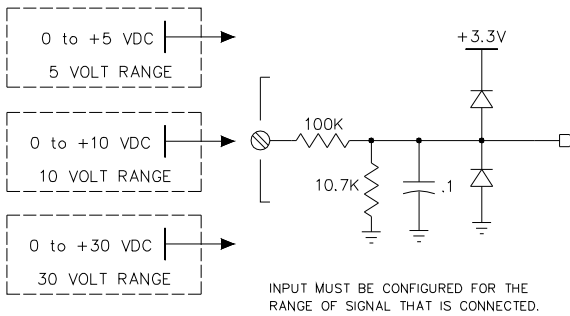 0 to +5 VDC
5 VOLT RANGE
0 to +10 VDC
10 VOLT RANGE
0 to +30 VDC
30 VOLT RANGE
+3.3V
100K
10.7K
.1
INPUT MUST BE CONFIGURED FOR THE
RANGE OF SIGNAL THAT IS CONNECTED.